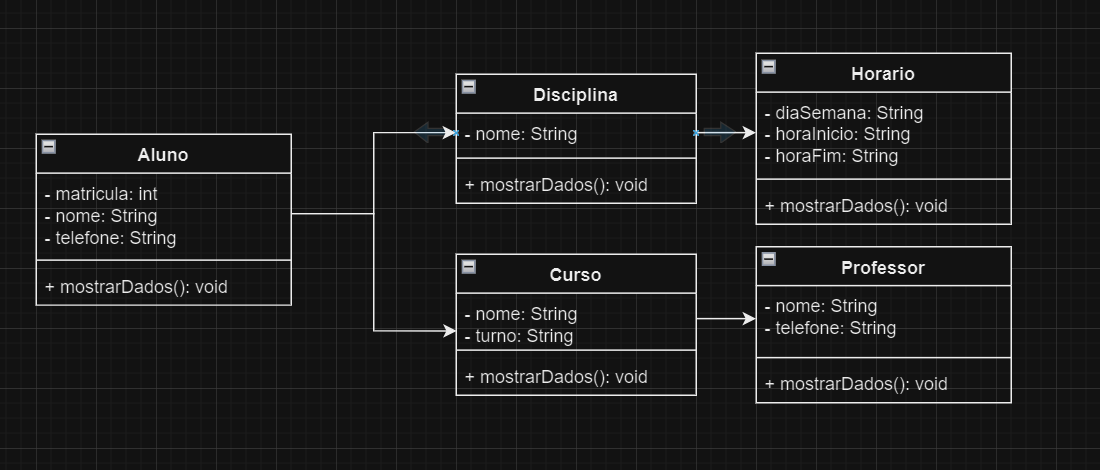 Aluno
- matricula: int
- nome: String
- telefone: String
+ mostrarDados(): void
Disciplina
- nome: String
+ mostrarDados(): void
Horario
- diaSemana: String
- horaInicio: String
- horaFim: String
+ mostrarDados(): void
Curso
- nome: String
- turno: String
+ mostrarDados(): void
Professor
- nome: String
- telefone: String
+ mostrarDados(): void